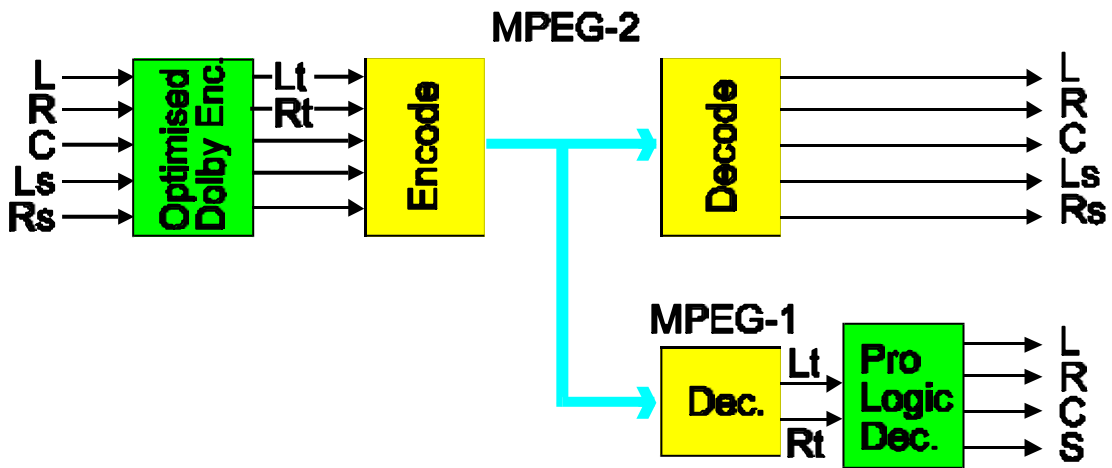 MPEG-2
L
R
C
Ls
Rs
Optimised
Dolby Enc.
Lt
Rt
Encode
Decode
L
R
C
Ls
Rs
MPEG-1
Dec.
Lt
Rt
Pro
Logic
Dec.
L
R
C
S